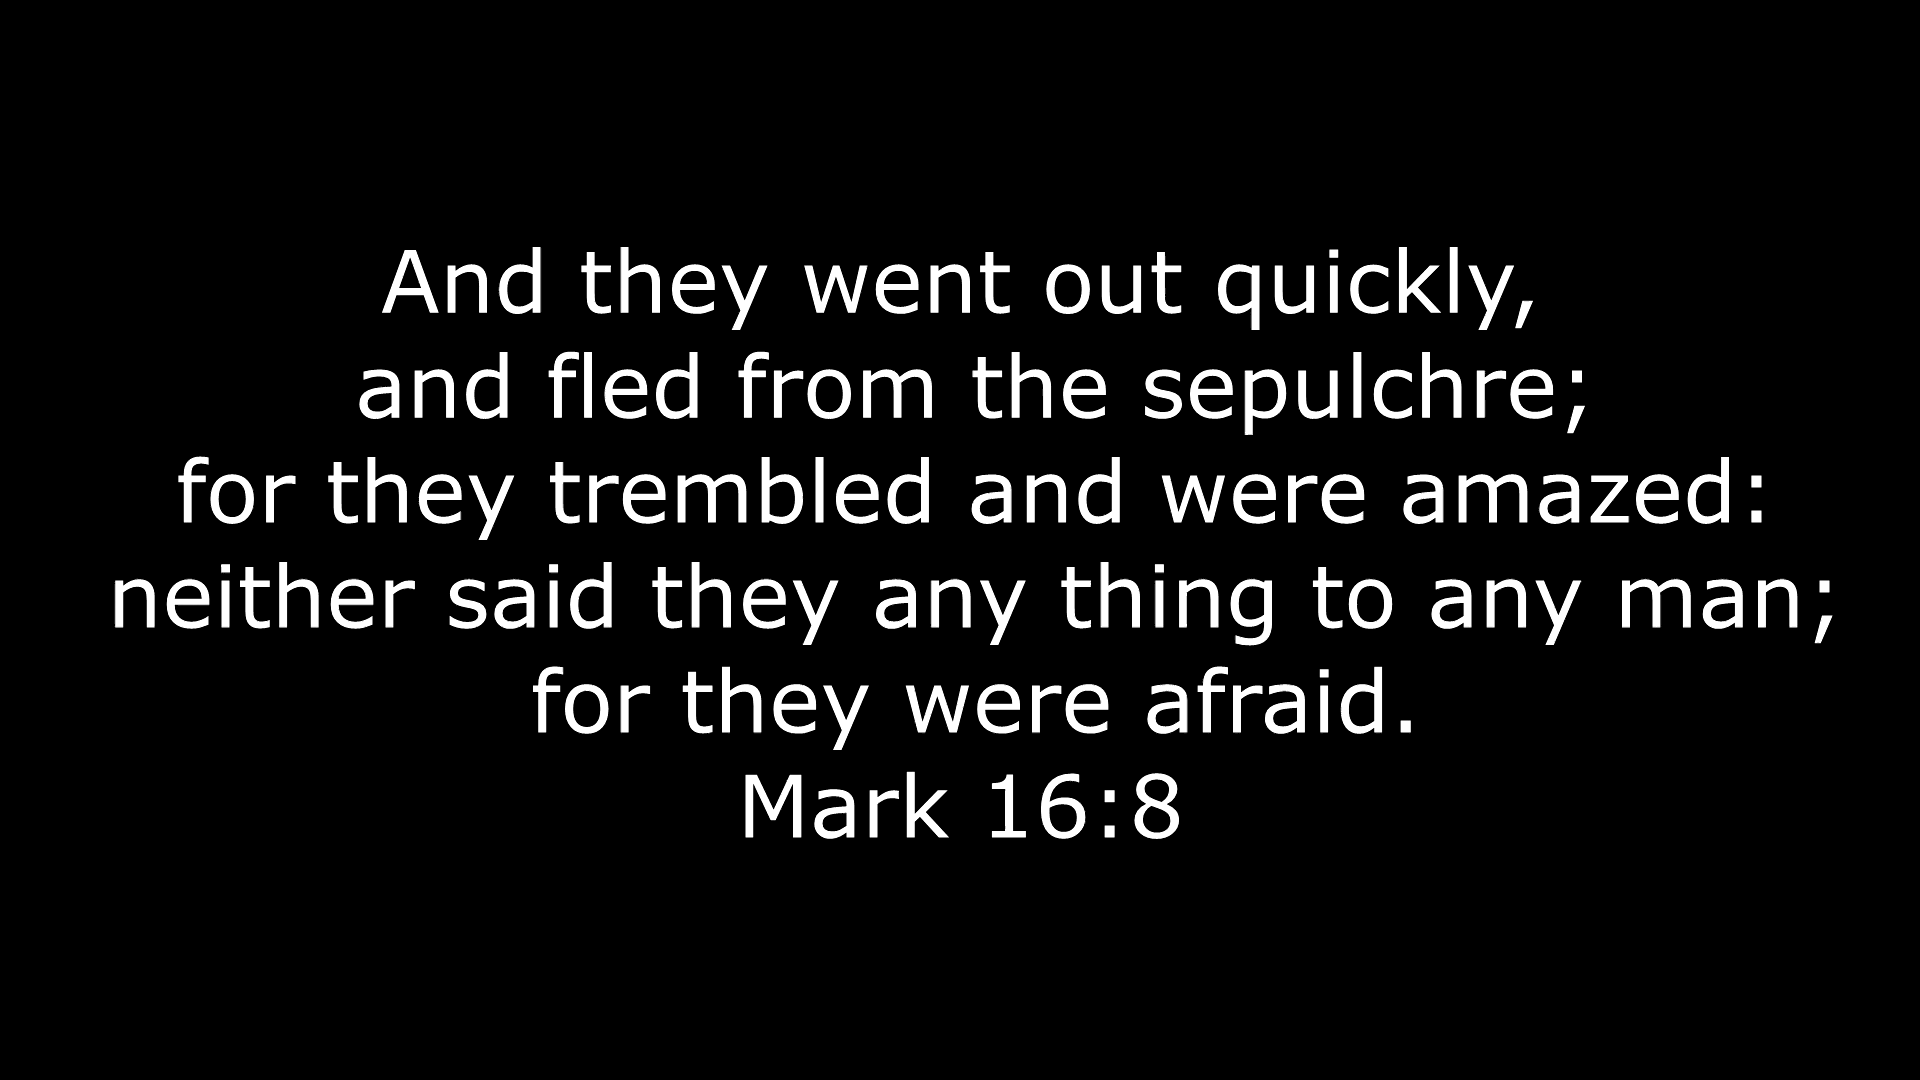 And they went out quickly,
and fled from the sepulchre;
for they trembled and were amazed:
neither said they any thing to any man;
for they were afraid.
Mark 16:8